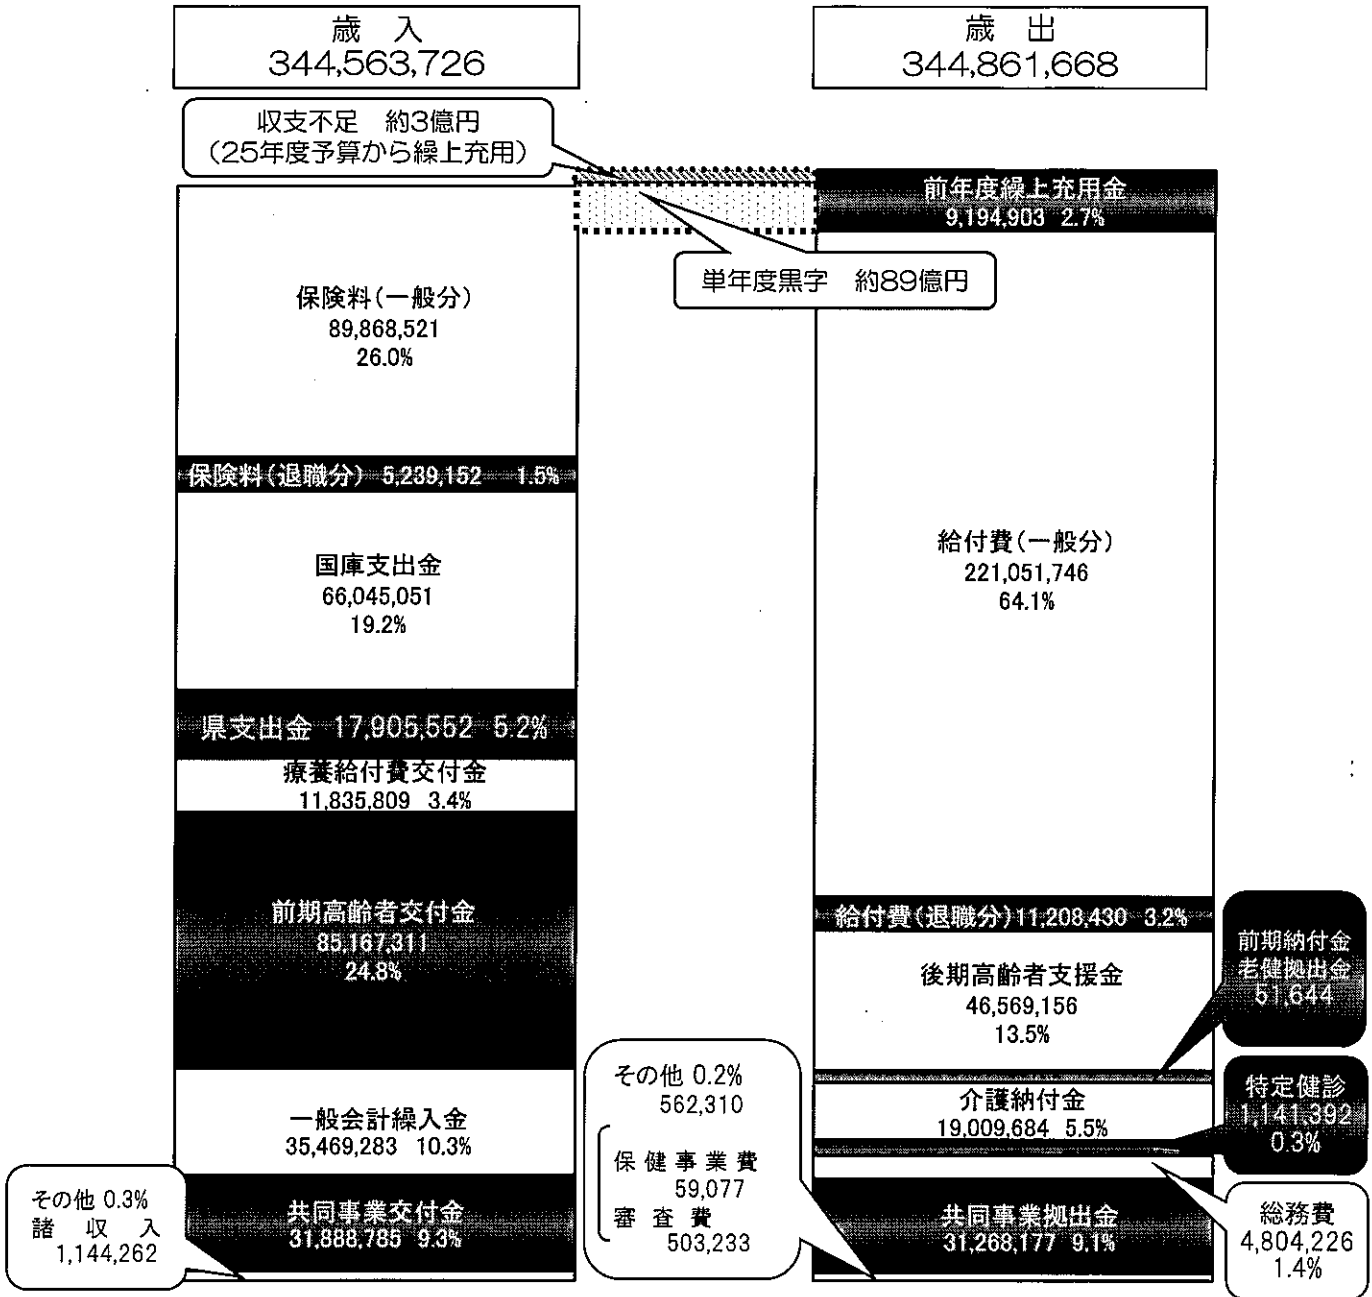 歳 入
344,563,726
収支不足 約3億円
(25年度予算から繰上充用)
保険料(一般分)
89,868,521
26.0%
保険料(退職分) 5,239,152 1.5%
国庫支出金
66,045,051
19.2%
県支出金 17,905,552 5.2%
療養給付費交付金
11,835,809 3.4%
前期高齢者交付金
85,167,311
24.8%
一般会計繰入金
35,469,283 10.3%
共同事業交付金
31,888,785 9.3%
その他 0.3%
諸 収 入
1,144,262
歳 出
344,861,668
前年度繰上充用金
9,194,903 2.7%
単年度黒字 約89億円
給付費(一般分)
221,051,746
64.1%
給付費(退職分)11,208,430 3.2%
後期高齢者支援金
46,569,156
13.5%
前期納付金
老健拠出金
51,644
介護納付金
19,009,684 5.5%
特定健診
1,141,392
0.3%
総務費
4,804,226
1.4%
共同事業拠出金
31,268,177 9.1%
その他 0.2%
562,310
保 健 事 業 費
59,077
審 査 費
503,233